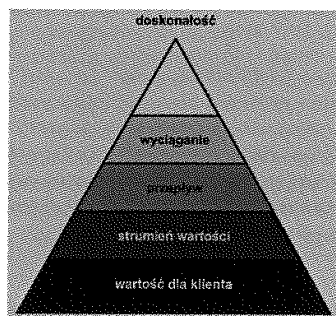 doskonałość
wyciąganie
przepływ
strumień wartości
wartość dla klienta